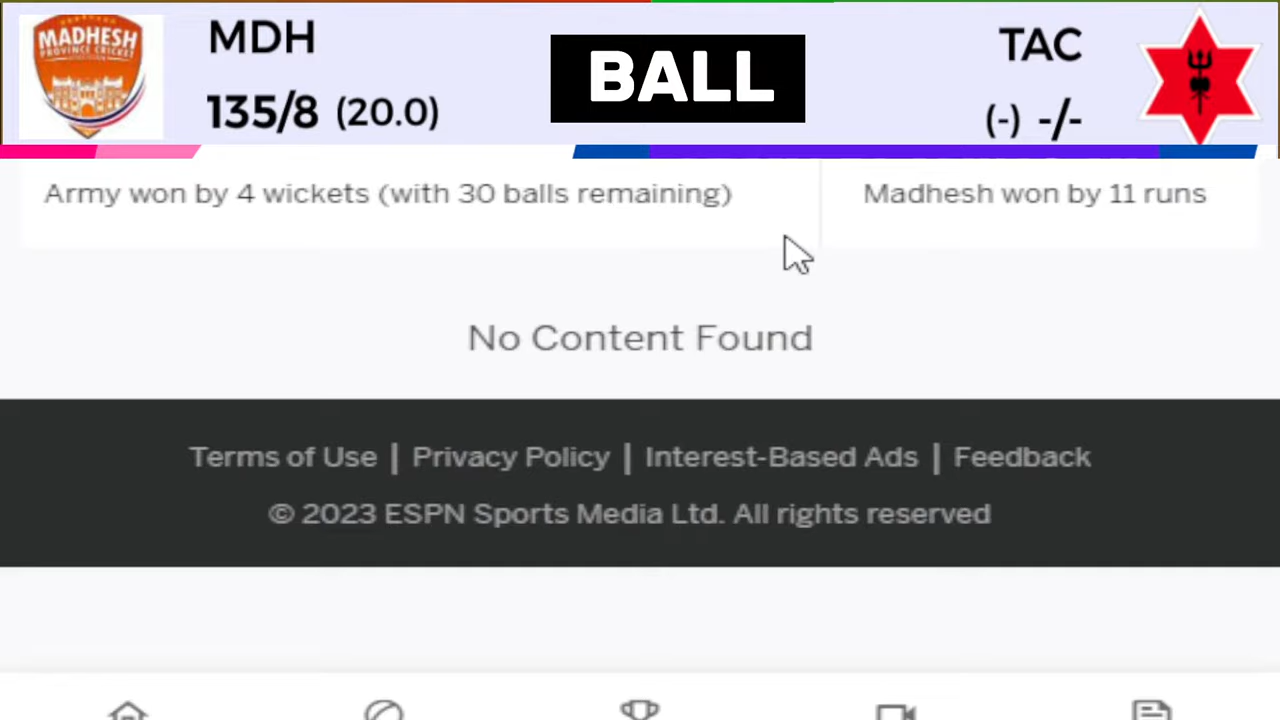 MADHESH
PROVINCE CRICKET
MDH
135/8 (20.0)
BALL
TAC
(-) -/-
Army won by 4 wickets (with 30 balls remaining)
Madhesh won by 11 runs
No Content Found
Terms of Use | Privacy Policy | Interest-Based Ads | Feedback
© 2023 ESPN Sports Media Ltd. All rights reserved